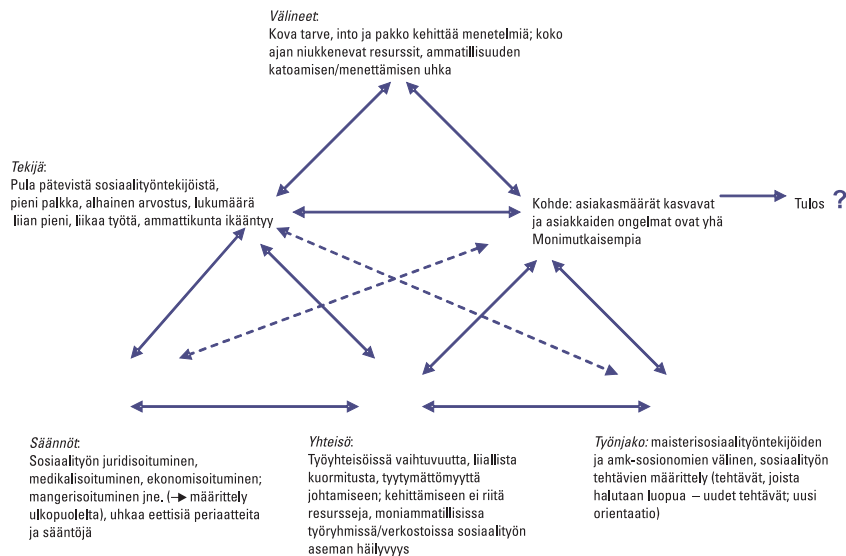 Välineet:
Kova tarve, into ja pakko kehittää menetelmiä; koko
ajan niukkenevat resurssit, ammatillisuuden
katoamisen/menettämisen uhka
Tekijä:
Pula pätevistä sosiaalityöntekijöistä,
pieni palkka, alhainen arvostus, lukumäärä
liian pieni, liikaa työtä, ammattikunta ikääntyy
Kohde: asiakasmäärät kasvavat
ja asiakkaiden ongelmat ovat yhä
Monimutkaisempia
Tulos ?
Säännöt:
Sosiaalityön juridisoituminen,
medikalisoituminen, ekonomisoituminen;
mangerisoituminen jne. (→ määrittely
ulkopuolelta), uhkaa eettisiä periaatteita
ja sääntöjä
Yhteisö:
Työyhteisöissä vaihtuvuutta, liiallista
kuormitusta, tyytymättömyyttä
johtamiseen; kehittämiseen ei riitä
resursseja, moniammatillisissa
työryhmissä/verkostoissa sosiaalityön
aseman häilyvyys
Työnjako: maisterisosiaalityöntekijöiden
ja amk-sosionomien välinen, sosiaalityön
tehtävien määrittely (tehtävät, joista
halutaan luopua – uudet tehtävät; uusi
orientaatio)